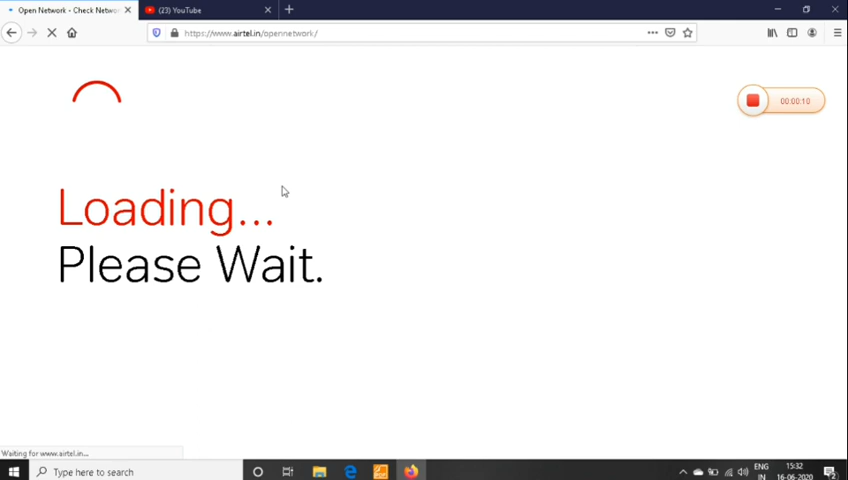 Open Network - Check Netwo
(23) YouTube
https://www.airtel.in/opennetwork/
00:00:10
Loading...
Please Wait.
Waiting for www.airtel.in...
Type here to search
ENG
IN
15:32
16-06-2020
2